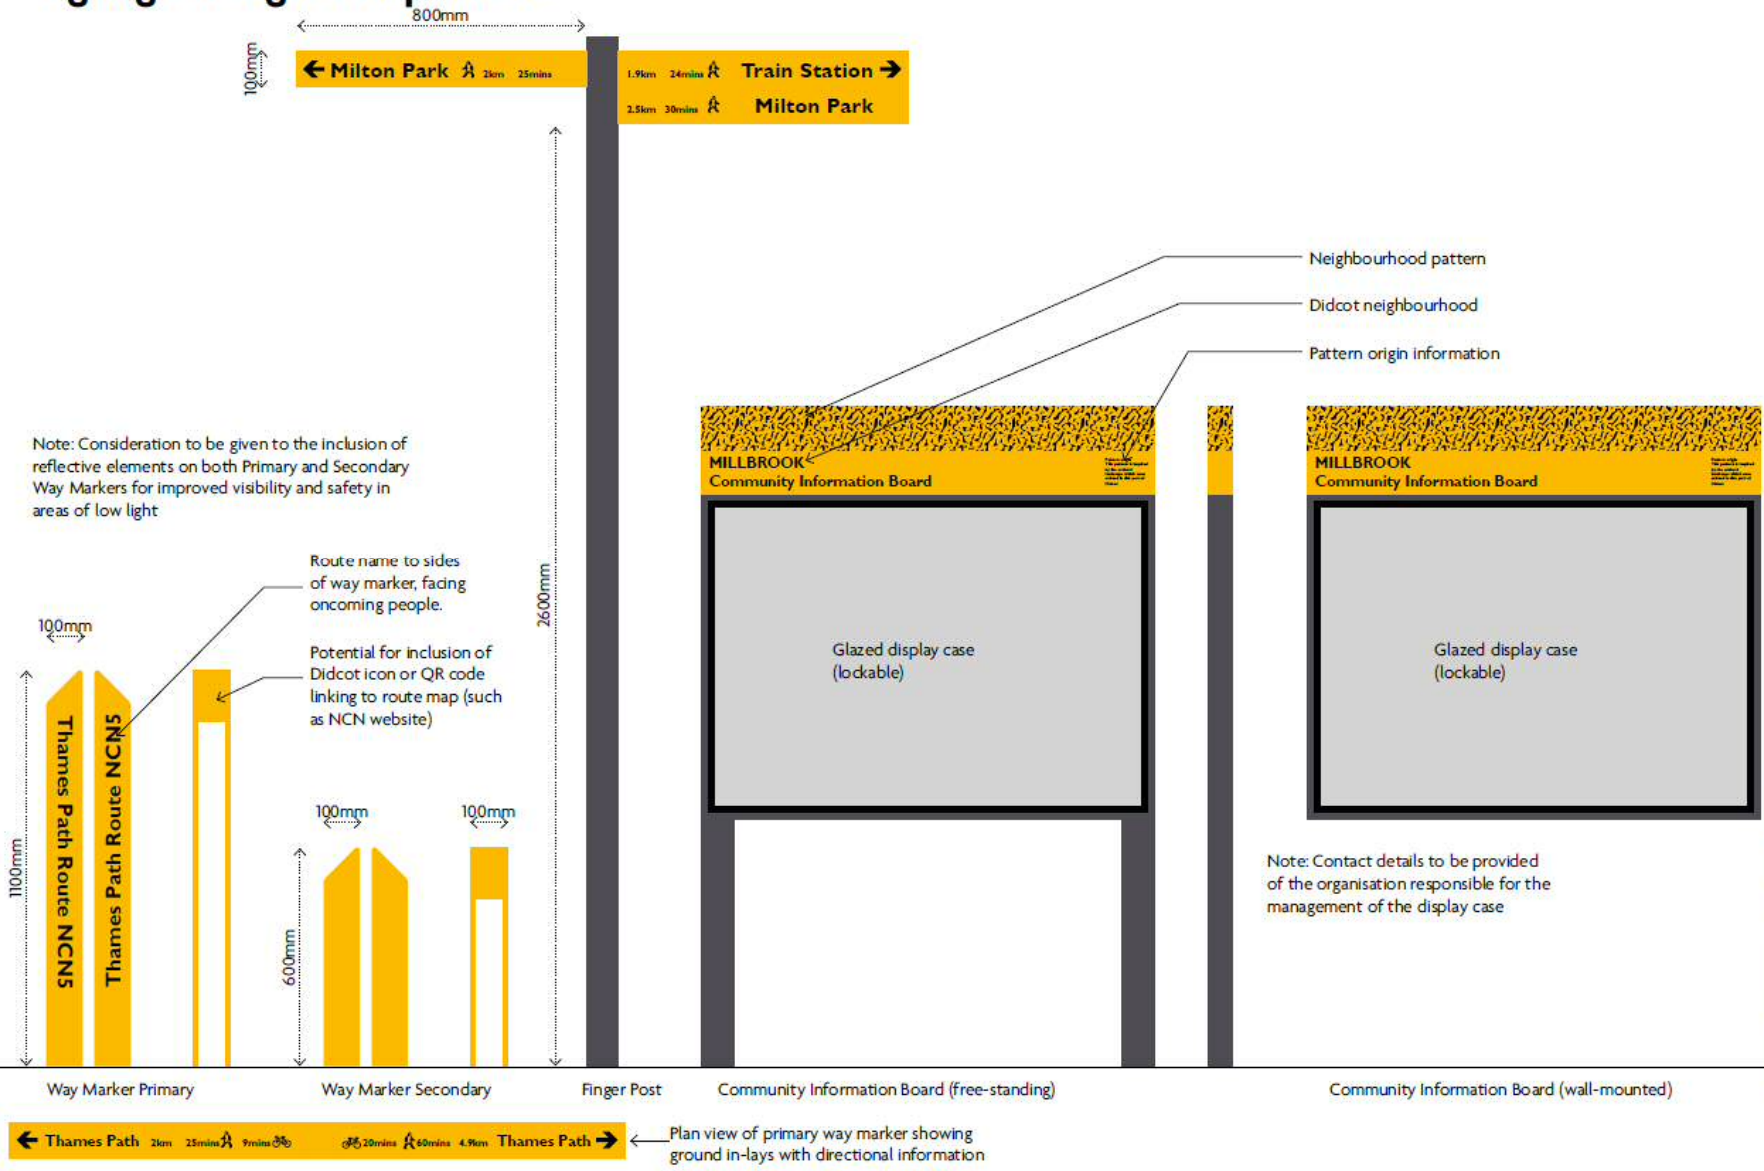 800mm
100mm
Milton Park 2km 25mins
1.9km 24mins Train Station
2.5km 30mins Milton Park
2600mm
Neighbourhood pattern
Didcot neighbourhood
Pattern origin information
Note: Consideration to be given to the inclusion of
reflective elements on both Primary and Secondary
Way Markers for improved visibility and safety in
areas of low light
Route name to sides
of way marker, facing
oncoming people.
Potential for inclusion of
Didcot icon or QR code
linking to route map (such
as NCN website)
100mm
1100mm
Thames Path Route NCN5
Thames Path Route NCN5
100mm
100mm
600mm
MILLBROOK
Community Information Board
Glazed display case
(lockable)
MILLBROOK
Community Information Board
Glazed display case
(lockable)
Note: Contact details to be provided
of the organisation responsible for the
management of the display case
Way Marker Primary
Way Marker Secondary
Finger Post
Community Information Board (free-standing)
Community Information Board (wall-mounted)
Thames Path 2km 25mins 9mins
20mins 60mins 4.9km Thames Path
Plan view of primary way marker showing
ground in-lays with directional information